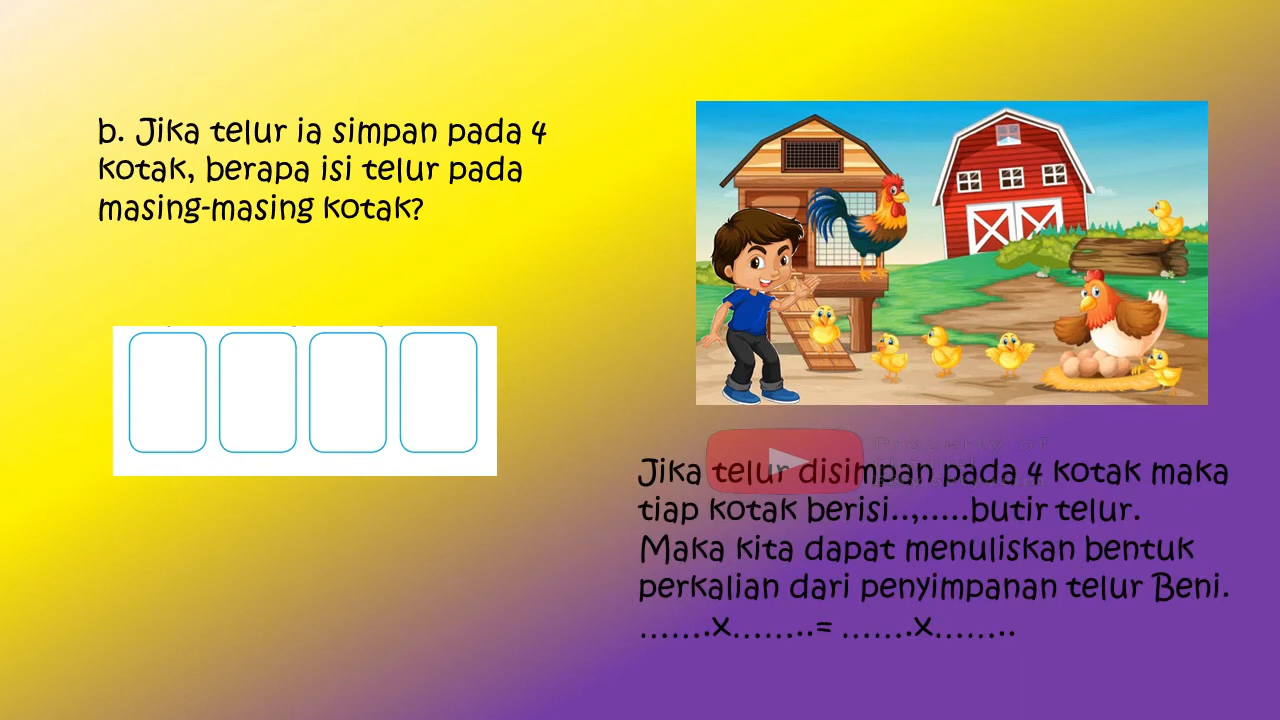 b. Jika telur ia simpan pada 4
kotak, berapa isi telur pada
masing-masing kotak?
Jika telur disimpan pada 4 kotak maka
tiap kotak berisi..,.....butir telur.
Maka kita dapat menuliskan bentuk
perkalian dari penyimpanan telur Beni.
.......x........= .......x........